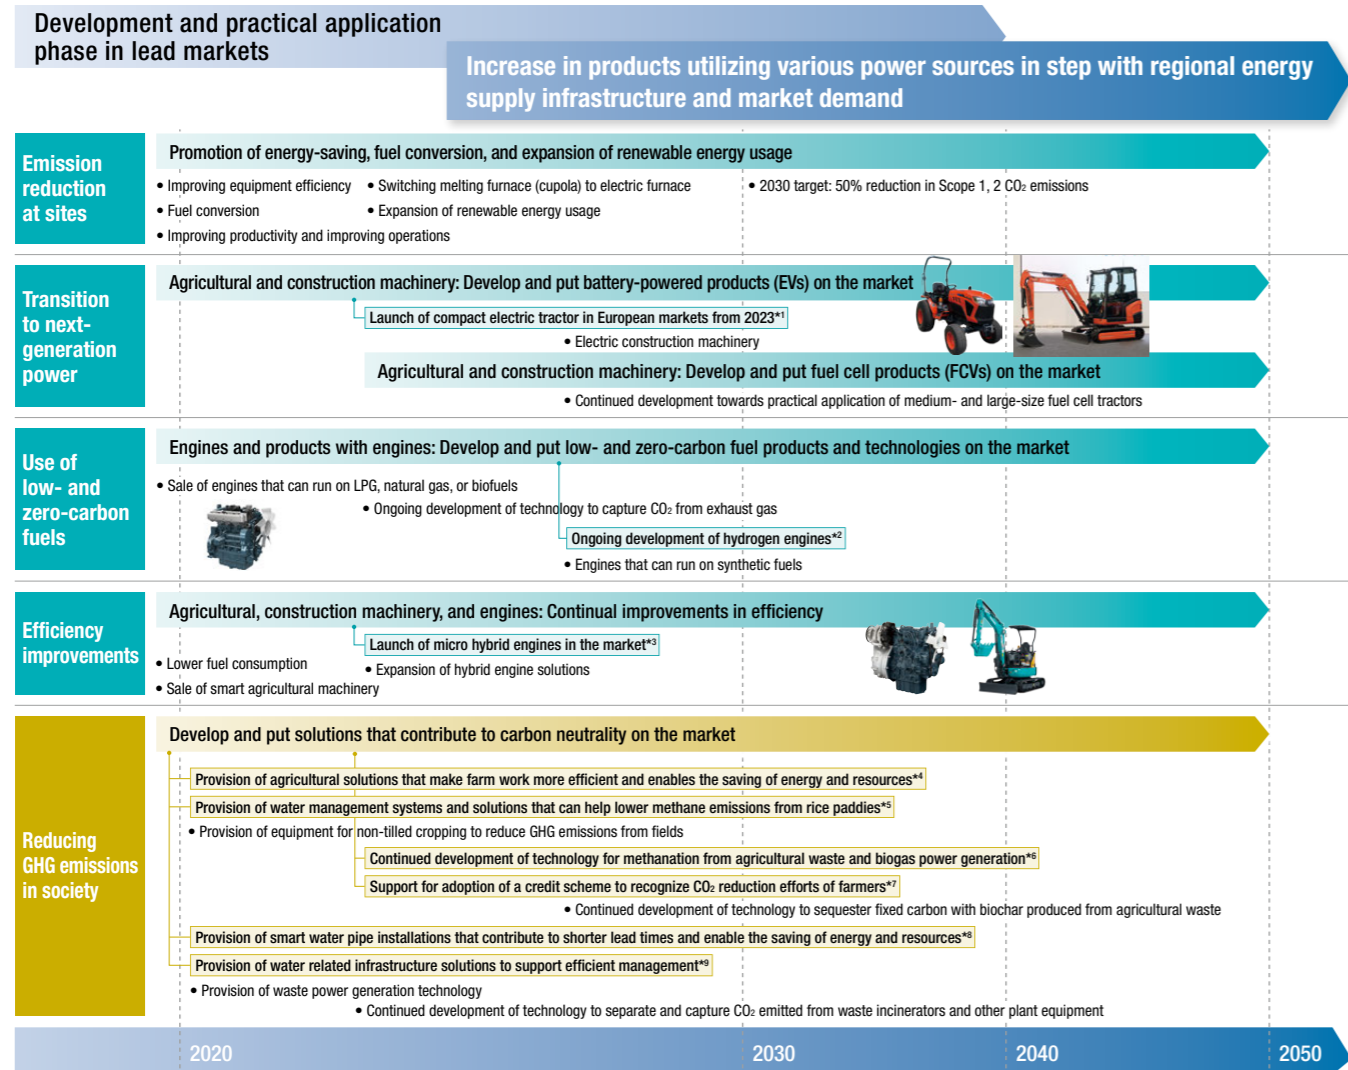 Development and practical application
phase in lead markets
Increase in products utilizing various power sources in step with regional energy
supply infrastructure and market demand
Emission
reduction
at sites
Promotion of energy-saving, fuel conversion, and expansion of renewable energy usage
• Improving equipment efficiency
• Switching melting furnace (cupola) to electric furnace
• 2030 target: 50% reduction in Scope 1, 2 CO₂ emissions
• Fuel conversion
• Expansion of renewable energy usage
• Improving productivity and improving operations
Transition
to next-
generation
power
Agricultural and construction machinery: Develop and put battery-powered products (EVs) on the market
Launch of compact electric tractor in European markets from 2023*1
• Electric construction machinery
Agricultural and construction machinery: Develop and put fuel cell products (FCVs) on the market
• Continued development towards practical application of medium- and large-size fuel cell tractors
Use of
low- and
zero-carbon
fuels
Engines and products with engines: Develop and put low- and zero-carbon fuel products and technologies on the market
• Sale of engines that can run on LPG, natural gas, or biofuels
• Ongoing development of technology to capture CO₂ from exhaust gas
Ongoing development of hydrogen engines*2
• Engines that can run on synthetic fuels
Efficiency
improvements
Agricultural, construction machinery, and engines: Continual improvements in efficiency
Launch of micro hybrid engines in the market*3
• Lower fuel consumption
• Expansion of hybrid engine solutions
• Sale of smart agricultural machinery
Reducing
GHG emissions
in society
Develop and put solutions that contribute to carbon neutrality on the market
Provision of agricultural solutions that make farm work more efficient and enables the saving of energy and resources*4
Provision of water management systems and solutions that can help lower methane emissions from rice paddies*5
• Provision of equipment for non-tilled cropping to reduce GHG emissions from fields
Continued development of technology for methanation from agricultural waste and biogas power generation*6
Support for adoption of a credit scheme to recognize CO₂ reduction efforts of farmers*7
• Continued development of technology to sequester fixed carbon with biochar produced from agricultural waste
Provision of smart water pipe installations that contribute to shorter lead times and enable the saving of energy and resources*8
Provision of water related infrastructure solutions to support efficient management*9
• Provision of waste power generation technology
• Continued development of technology to separate and capture CO₂ emitted from waste incinerators and other plant equipment
2020
2030
2040
2050